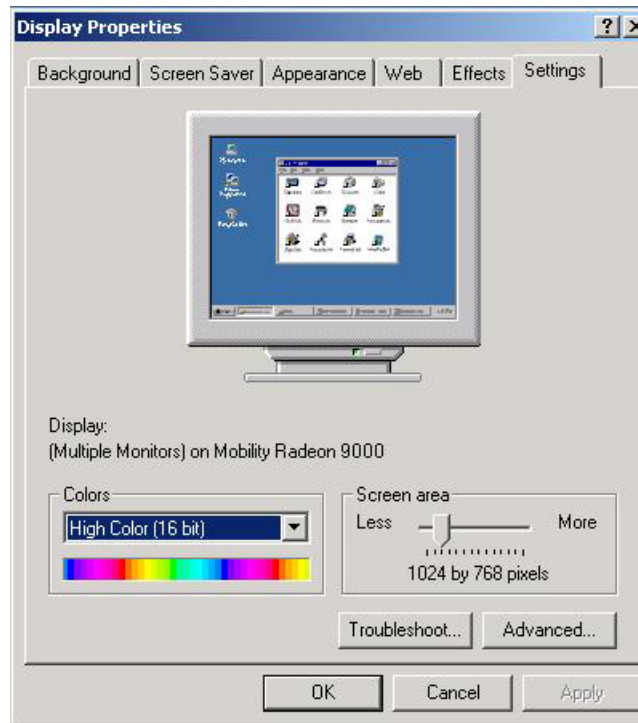 Display Properties
Background Screen Saver Appearance Web Effects Settings
Display:
(Multiple Monitors) on Mobility Radeon 9000
Colors
High Color (16 bit)
Screen area
Less More
1024 by 768 pixels
Troubleshoot... Advanced...
OK Cancel Apply